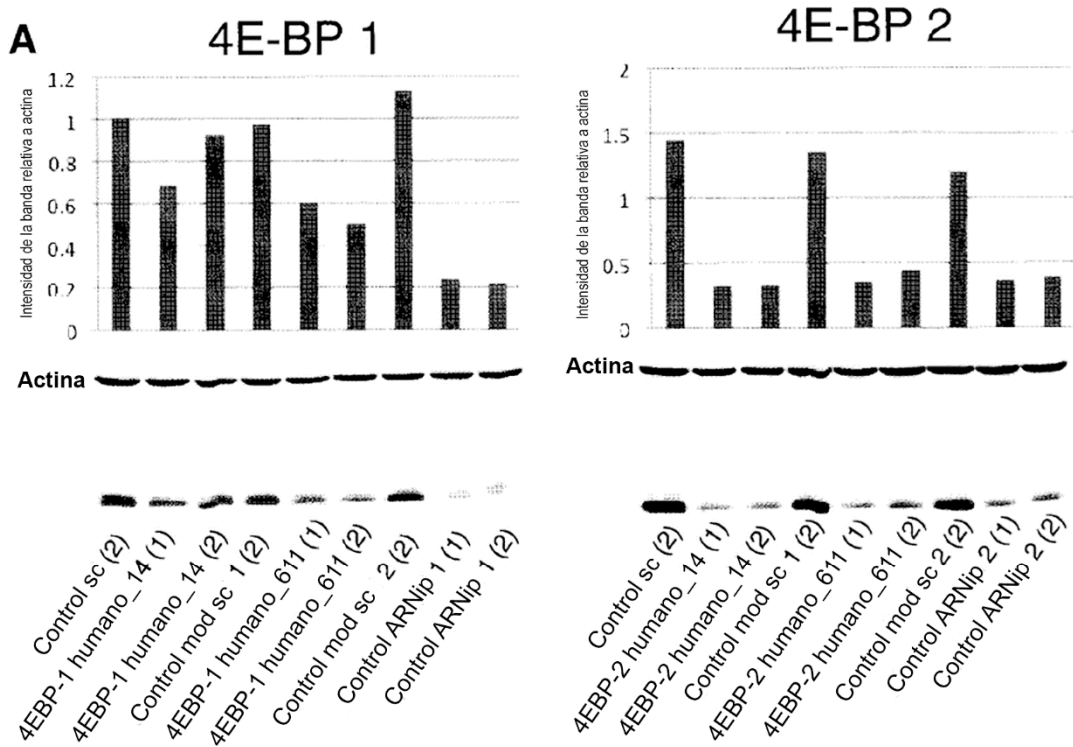 A
4E-BP 1
Intensidad de la banda relativa a actina
1.2
1
0.8
0.6
0.4
0.2
0
Actina
Control sc (2)
4EBP-1 humano_14 (1)
4EBP-1 humano_14 (2)
Control mod sc 1 (2)
4EBP-1 humano_611 (1)
4EBP-1 humano_611 (2)
Control mod sc 2 (2)
Control ARNip 1 (1)
Control ARNip 1 (2)
4E-BP 2
Intensidad de la banda relativa a actina
2
1.5
1
0.5
0
Actina
Control sc (2)
4EBP-2 humano_14 (1)
4EBP-2 humano_14 (2)
Control mod sc 1 (2)
4EBP-2 humano_611 (1)
4EBP-2 humano_611 (2)
Control mod sc 2 (2)
Control ARNip 2 (1)
Control ARNip 2 (2)